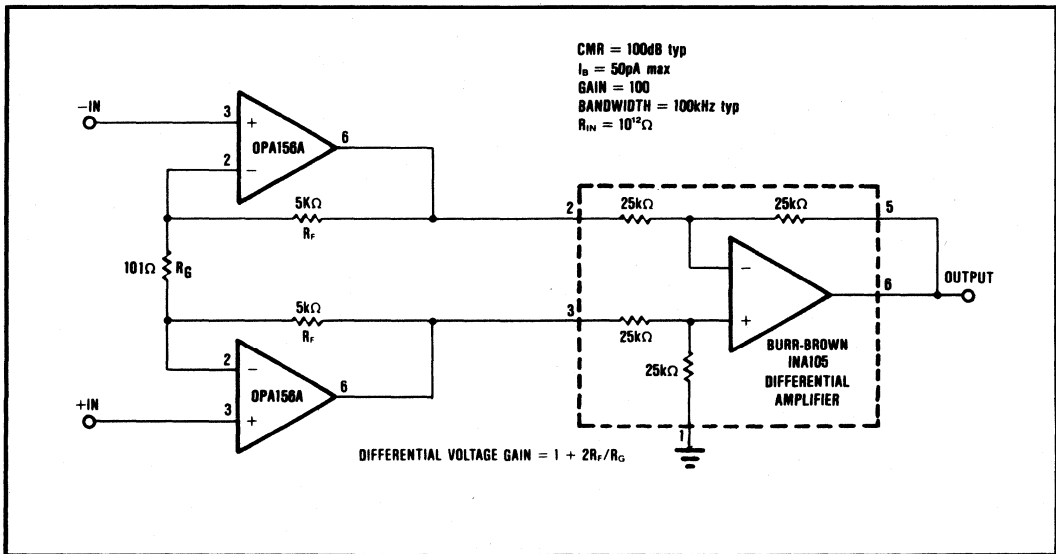 CMR = 100dB typ
I_B = 50pA max
GAIN = 100
BANDWIDTH = 100kHz typ
R_IN = 10¹²Ω
−IN
3
+
OPA156A
6
2
−
5KΩ
R_F
101Ω
R_G
5kΩ
R_F
2
−
OPA156A
6
+IN
3
+
2
25kΩ
25kΩ
5
−
OUTPUT
6
3
25kΩ
+
25kΩ
BURR-BROWN
INA105
DIFFERENTIAL
AMPLIFIER
1
DIFFERENTIAL VOLTAGE GAIN = 1 + 2R_F/R_G